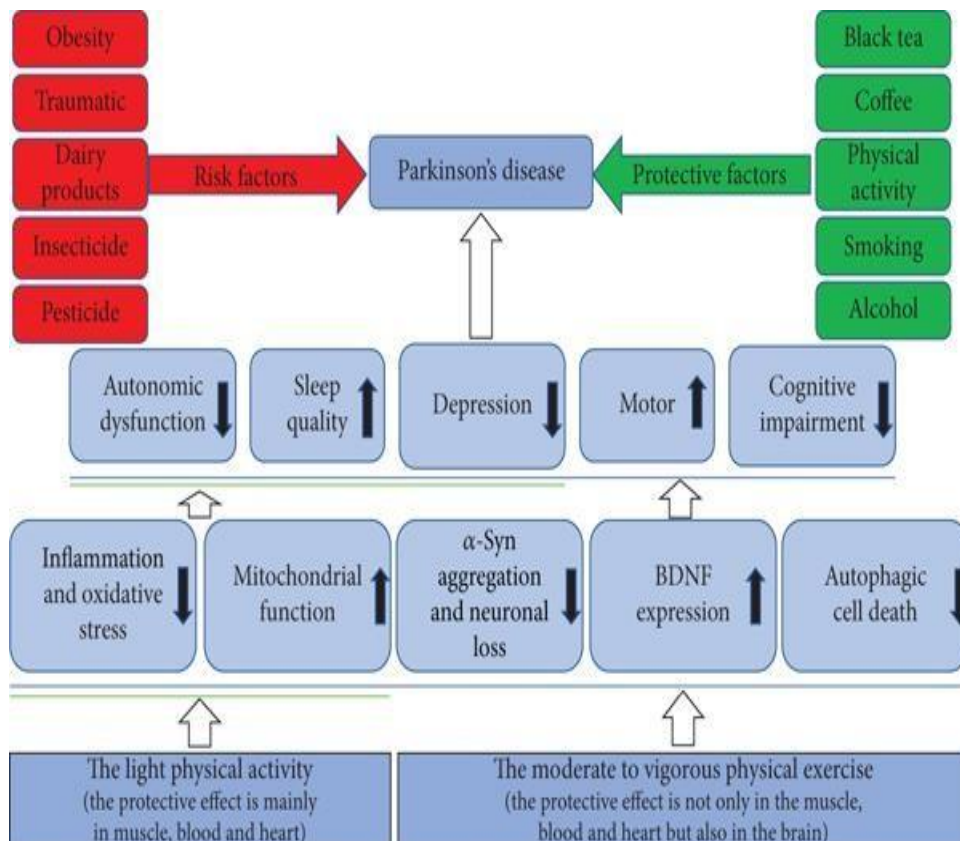 Obesity
Traumatic
Dairy
products
Insecticide
Pesticide
Risk factors
Parkinson's disease
Protective factors
Black tea
Coffee
Physical
activity
Smoking
Alcohol
Autonomic
dysfunction
Sleep
quality
Depression
Motor
Cognitive
impairment
Inflammation
and oxidative
stress
Mitochondrial
function
α-Syn
aggregation
and neuronal
loss
BDNF
expression
Autophagic
cell death
The light physical activity
(the protective effect is mainly
in muscle, blood and heart)
The moderate to vigorous physical exercise
(the protective effect is not only in the muscle,
blood and heart but also in the brain)